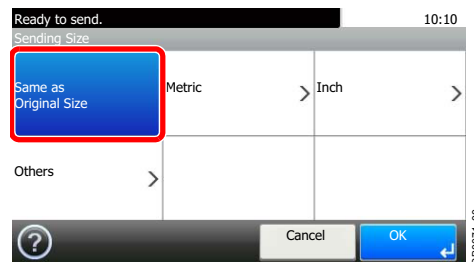 Ready to send.
10:10
Sending Size
Same as
Original Size
Metric
Inch
Others
?
Cancel
OK